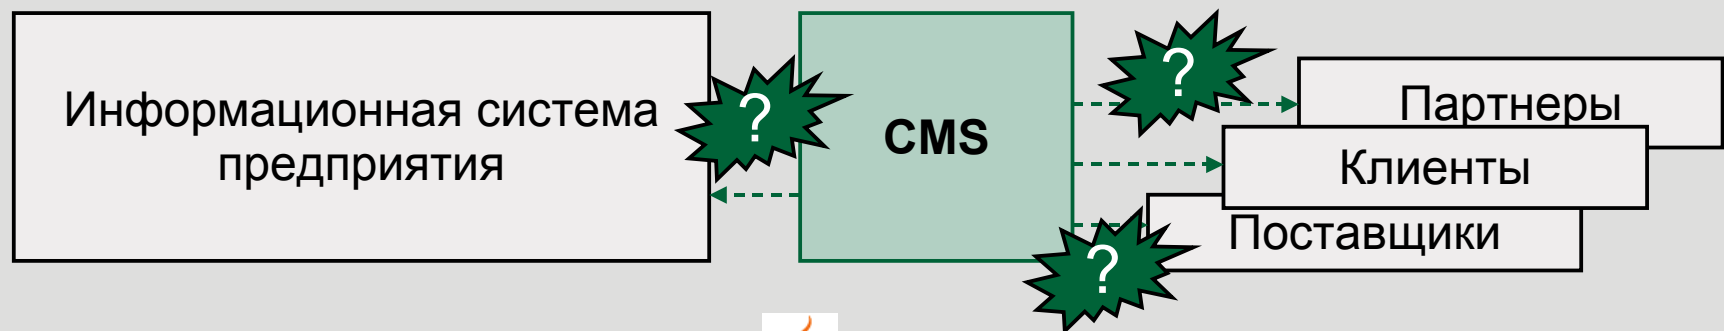 Информационная система
предприятия
?
CMS
?
Партнеры
Клиенты
Поставщики
?